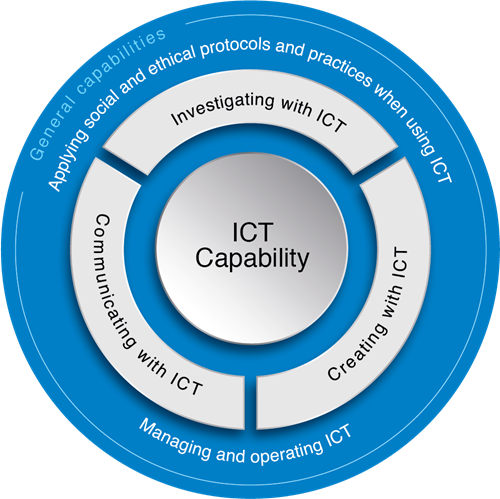 General capabilities
Applying social and ethical protocols and practices when using ICT
Investigating with ICT
Communicating with ICT
ICT
Capability
Creating with ICT
Managing and operating ICT